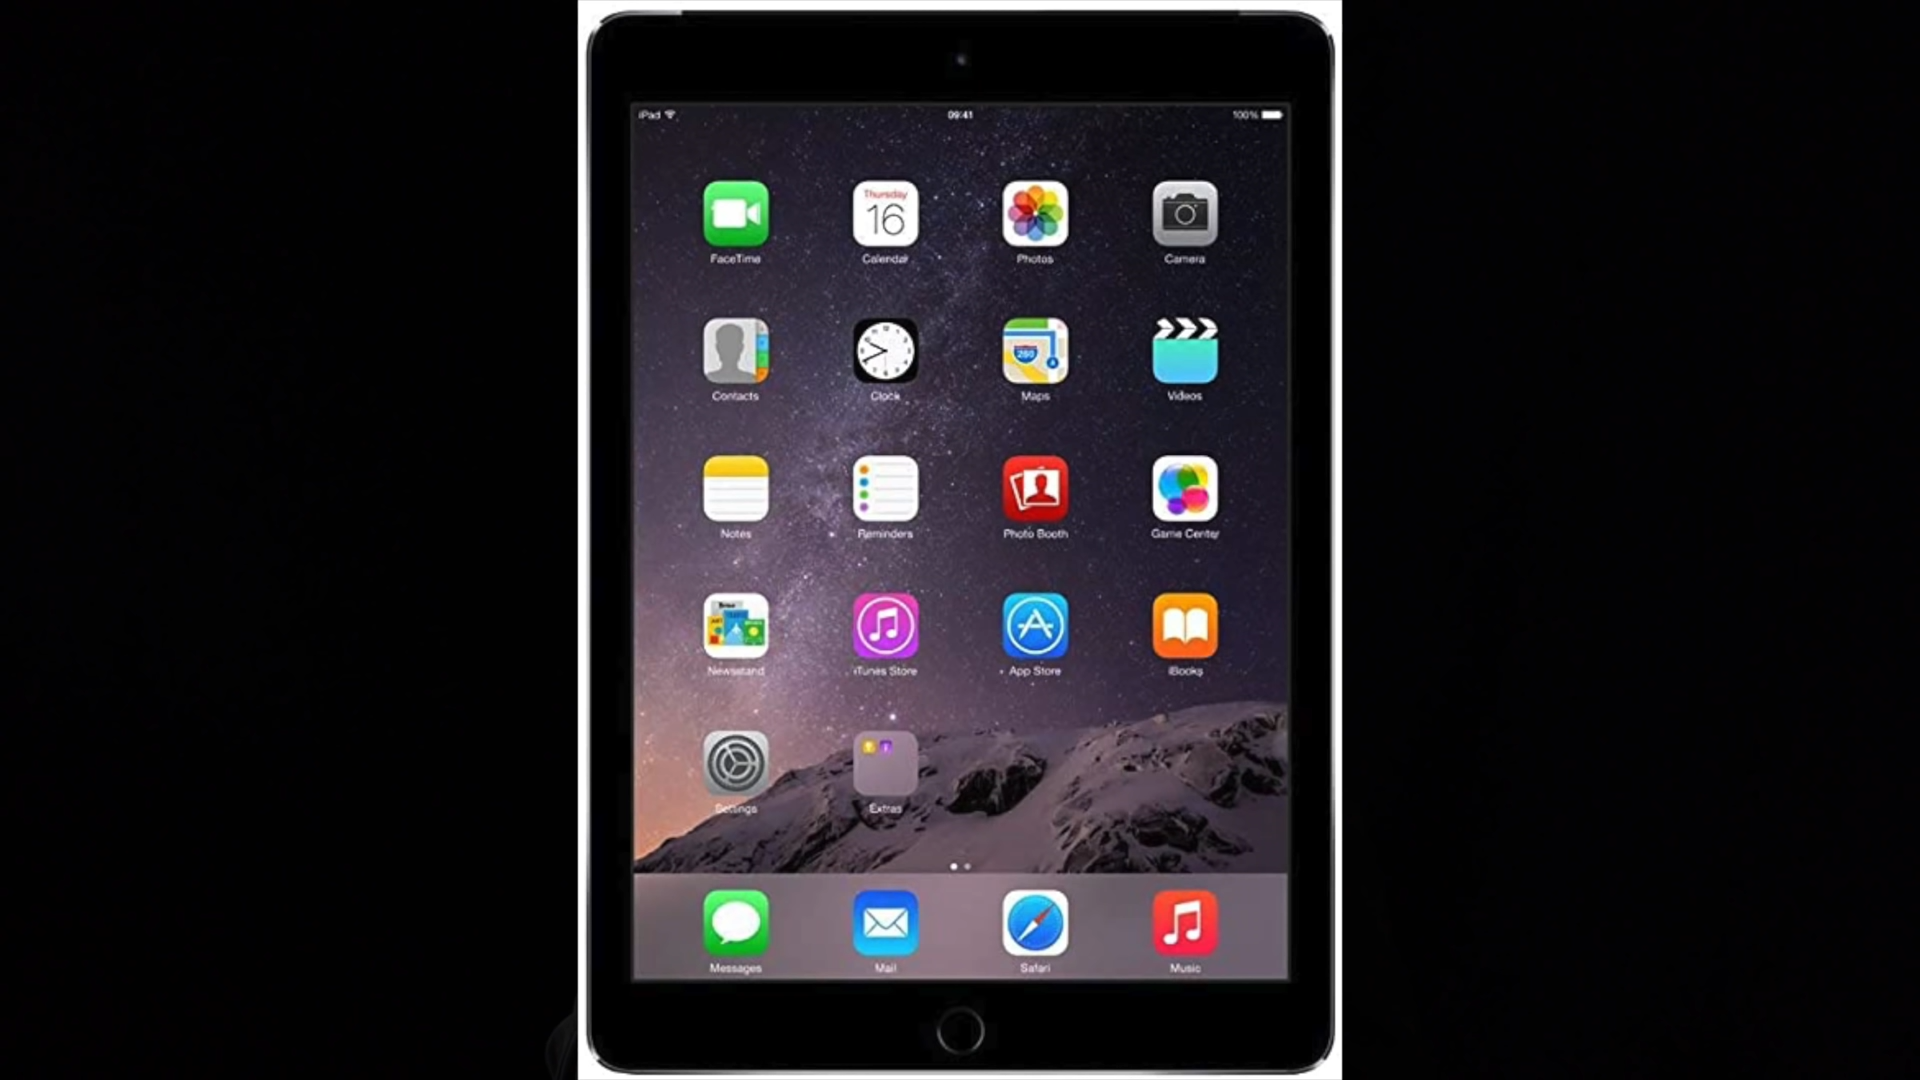 iPad 09:41 100%
Thursday
16
FaceTime Calendar Photos Camera
280
Contacts Clock Maps Videos
Notes Reminders Photo Booth Game Center
Newsstand iTunes Store App Store iBooks
Settings Extras
Messages Mail Safari Music